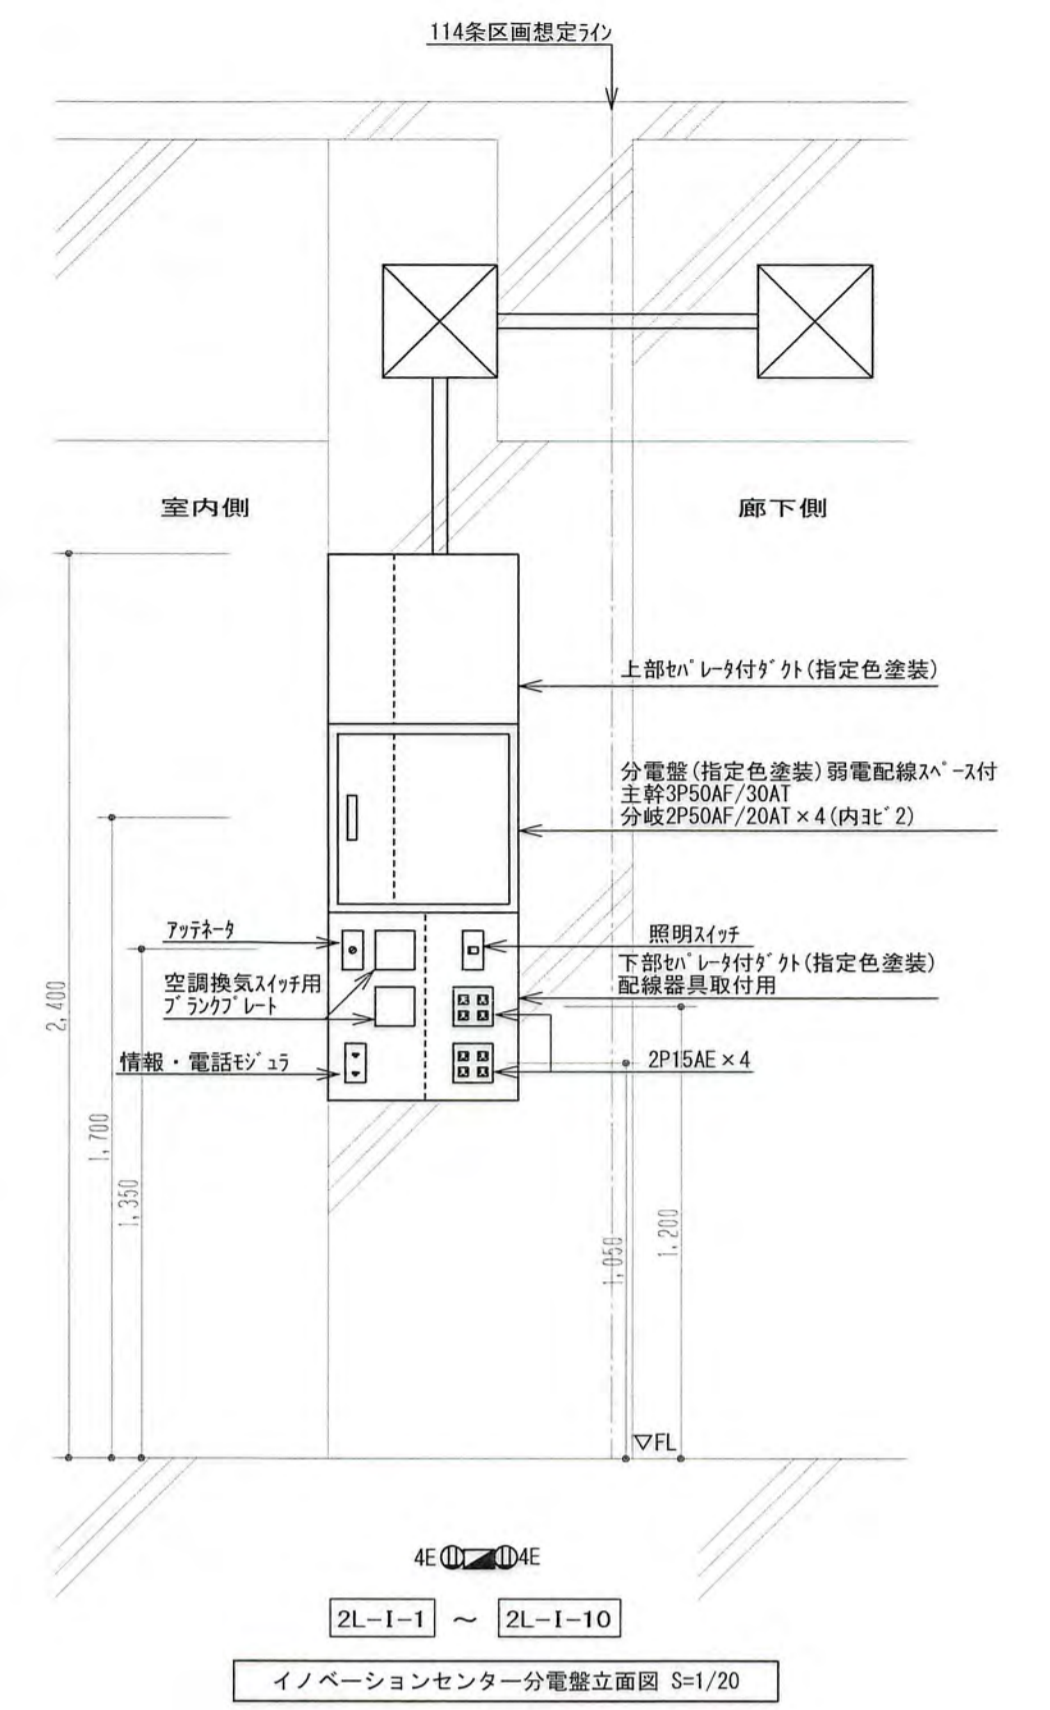 114条区画想定ﾗｲﾝ
室内側
廊下側
上部ｾﾊﾟﾚｰﾀ付ﾀﾞｸﾄ(指定色塗装)
分電盤(指定色塗装)弱電配線ｽﾍﾟｰｽ付
主幹3P50AF/30AT
分岐2P50AF/20AT×4(内ﾖﾋﾞ2)
ｱｯﾃﾈｰﾀ
照明ｽｲｯﾁ
下部ｾﾊﾟﾚｰﾀ付ﾀﾞｸﾄ(指定色塗装)
配線器具取付用
空調換気ｽｲｯﾁ用
ﾌﾞﾗﾝｸﾌﾟﾚｰﾄ
情報・電話ﾓｼﾞｭﾗ
2P15AE×4
2,400
1,700
1,350
1,050
1,200
▽FL
4E 4E
2L-I-1 ～ 2L-I-10
イノベーションセンター分電盤立面図 S=1/20